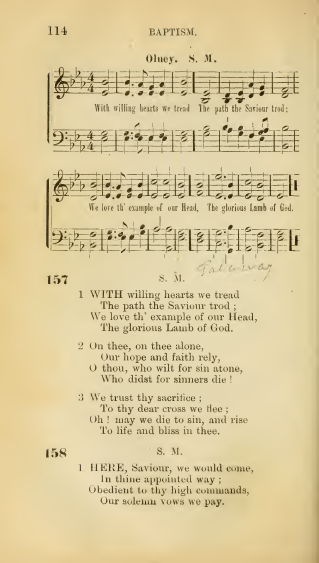 114 BAPTISM.
Olney. S. M.
With willing hearts we tread The path the Saviour trod;
We love th' example of our Head, The glorious Lamb of God.
157 S. M.
1 WITH willing hearts we tread
The path the Saviour trod ;
We love th' example of our Head,
The glorious Lamb of God.
2 On thee, on thee alone,
Our hope and faith rely,
O thou, who wilt for sin atone,
Who didst for sinners die !
3 We trust thy sacrifice ;
To thy dear cross we flee ;
Oh ! may we die to sin, and rise
To life and bliss in thee.
158 S. M.
1 HERE, Saviour, we would come,
In thine appointed way ;
Obedient to thy high commands,
Our solemn vows we pay.